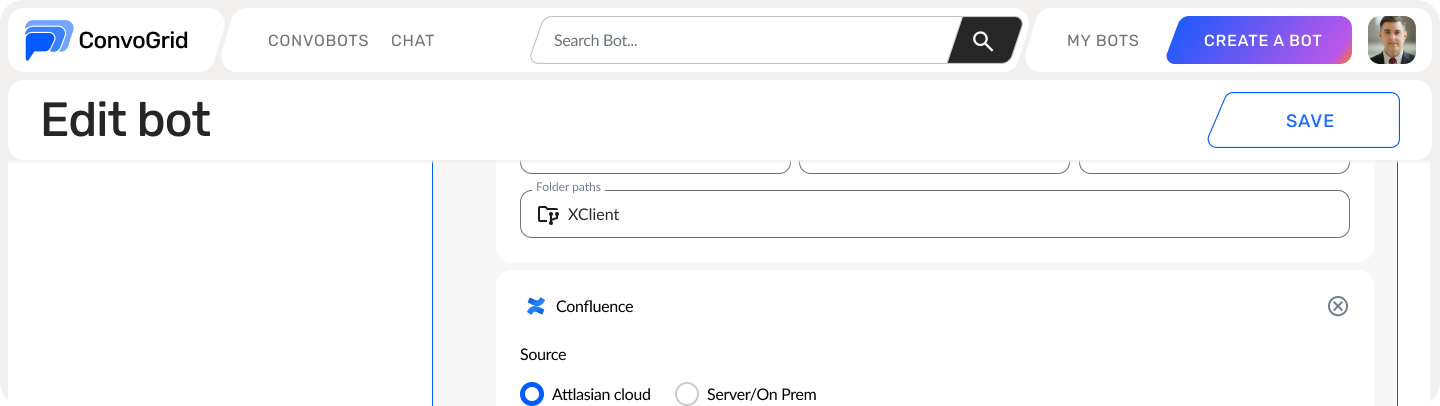 ConvoGrid
CONVOBOTS
CHAT
Search Bot...
MY BOTS
CREATE A BOT
Edit bot
SAVE
Folder paths
XClient
Confluence
Source
Attlasian cloud
Server/On Prem